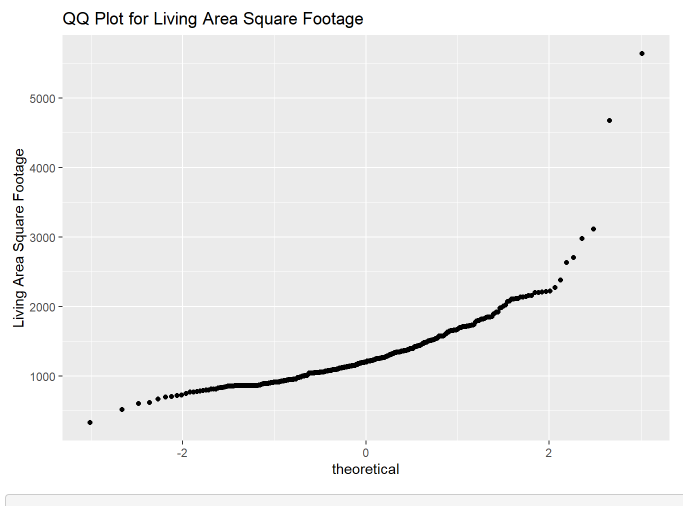 QQ Plot for Living Area Square Footage
Living Area Square Footage
5000
4000
3000
2000
1000
-2 0 2
theoretical